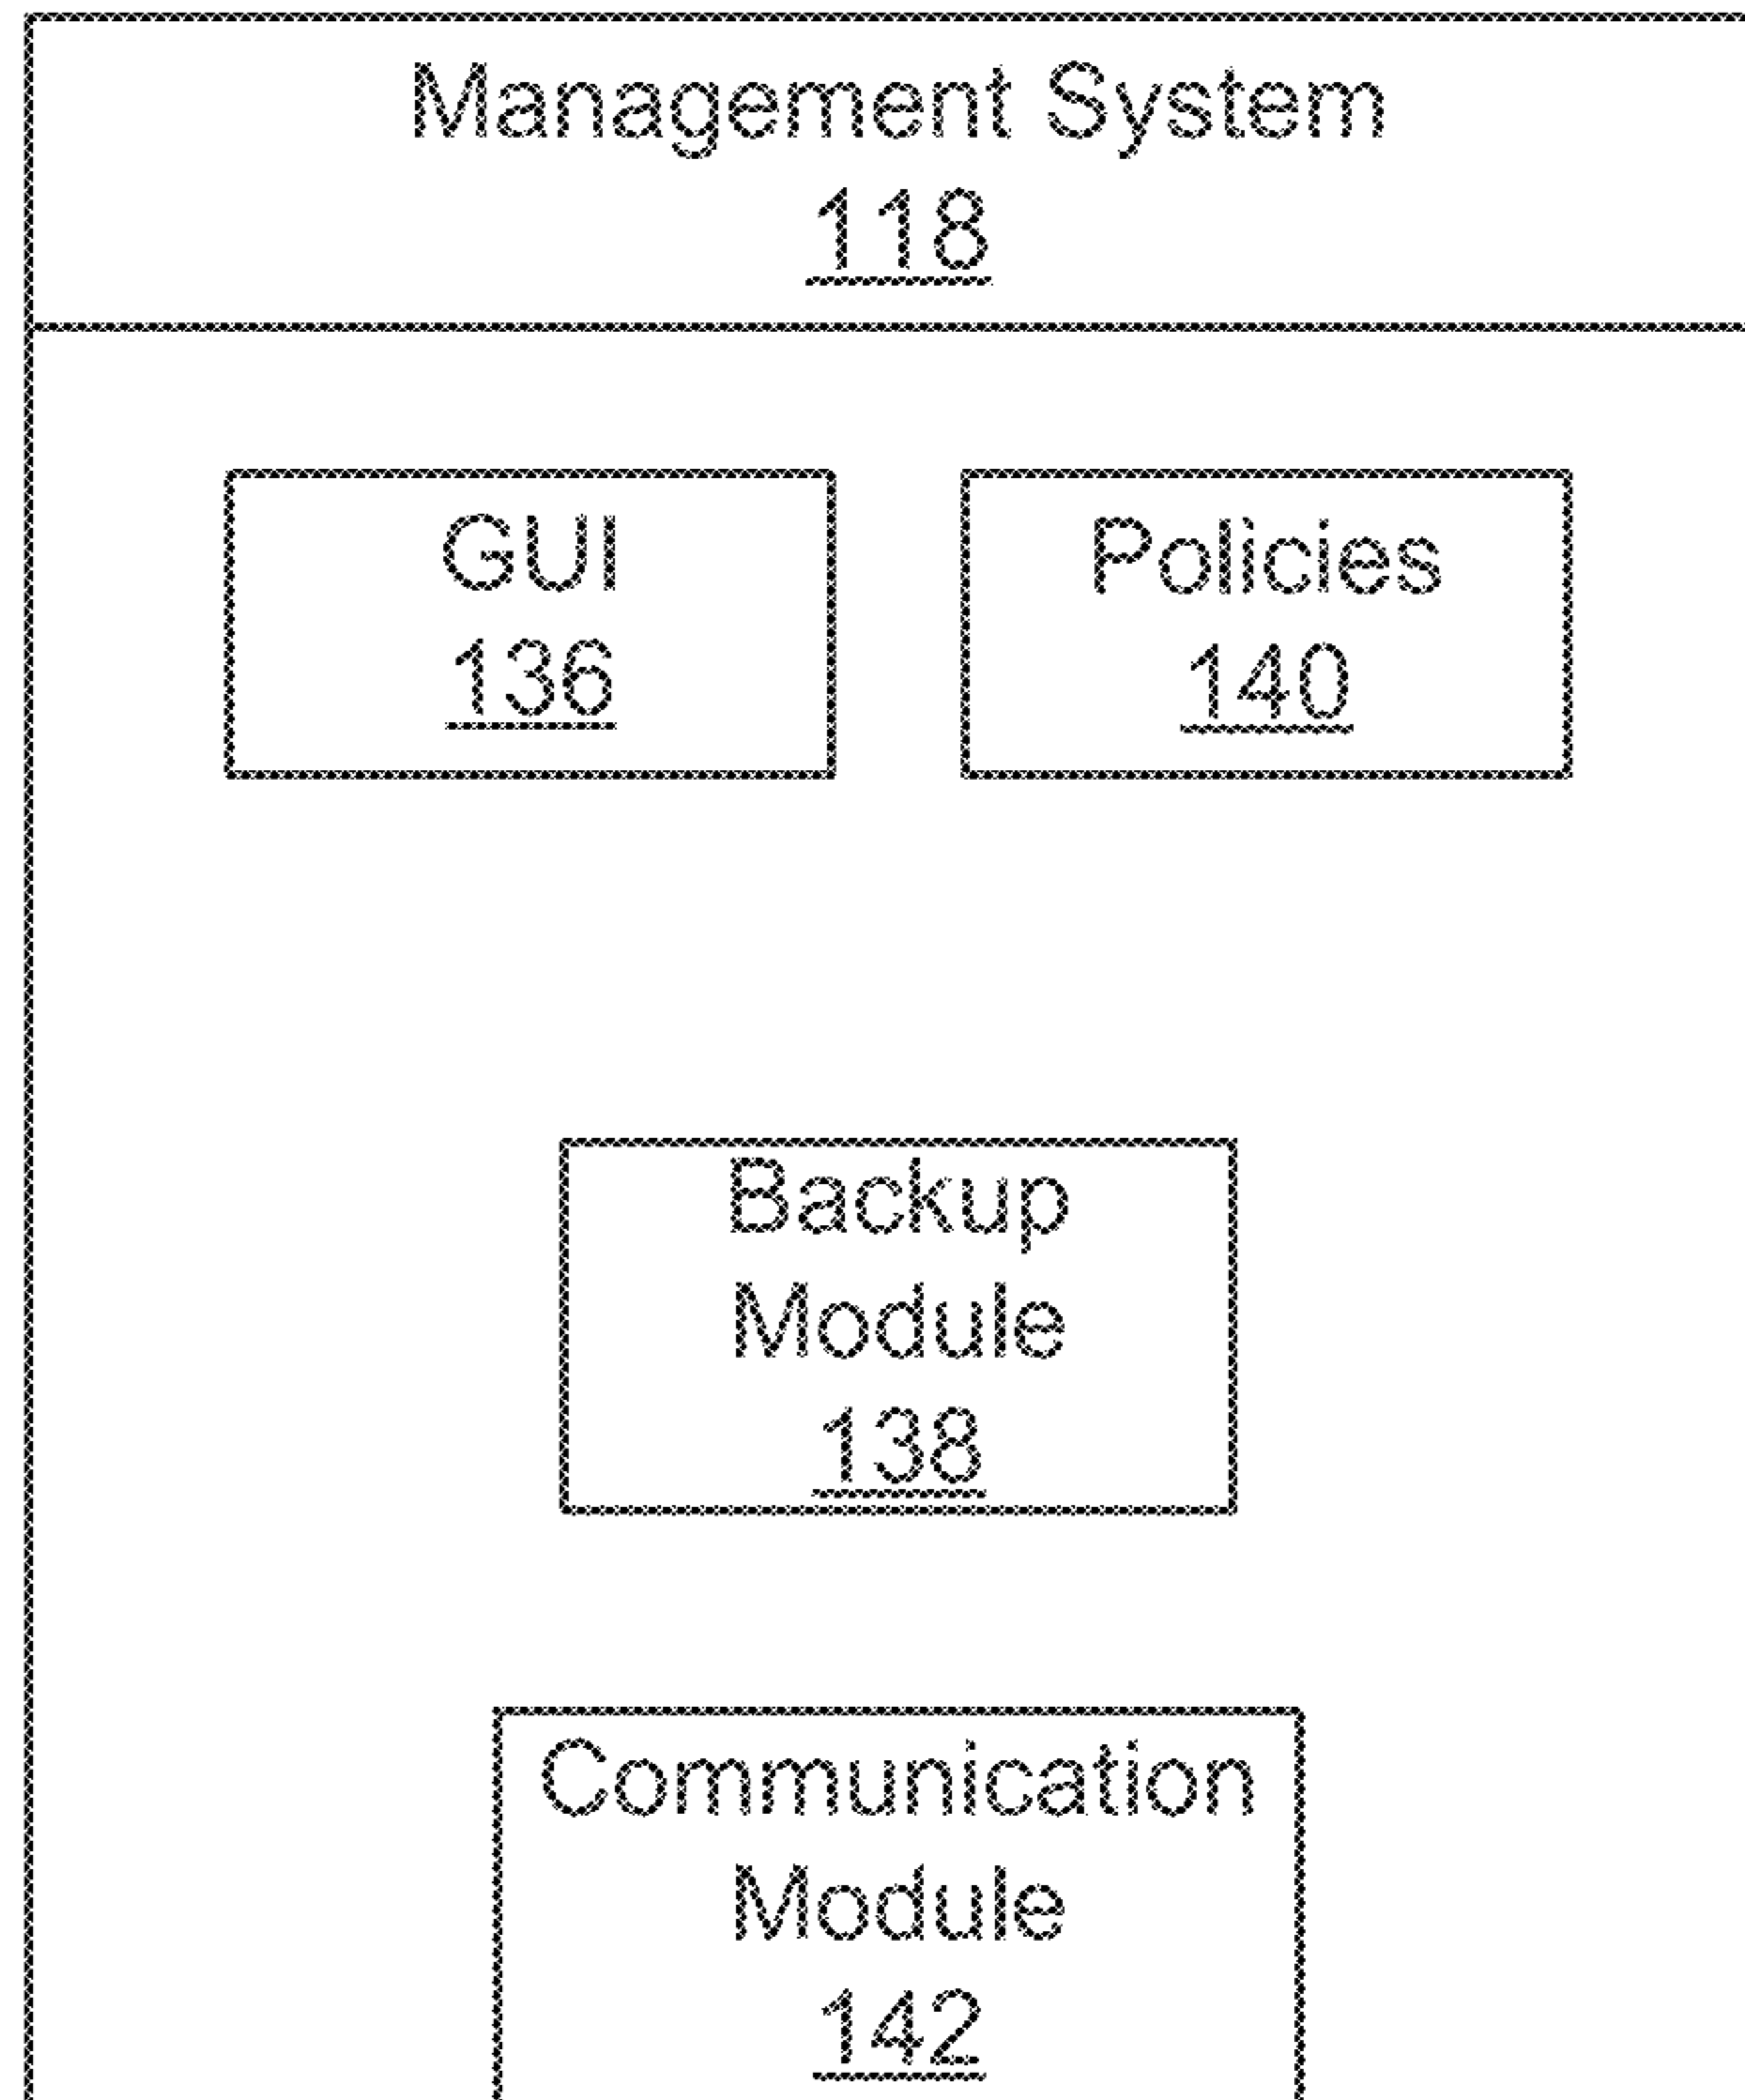 Management System
118
GUI
136
Policies
140
Backup
Module
138
Communication
Module
142